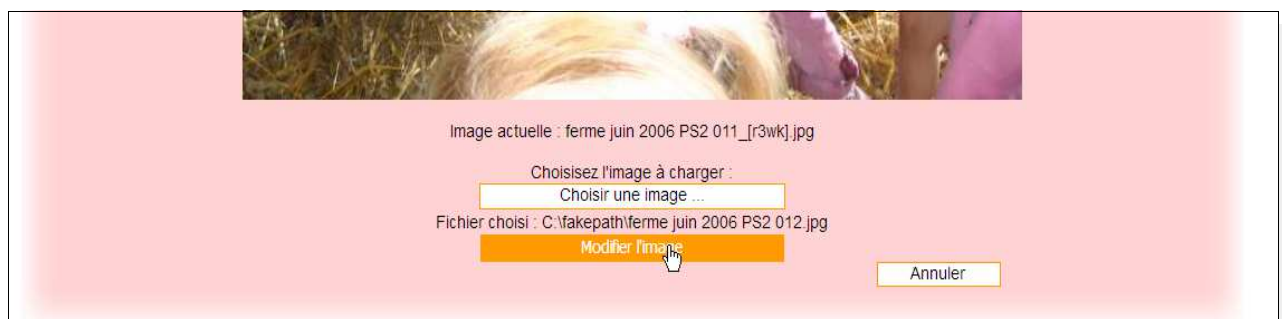 Image actuelle : ferme juin 2006 PS2 011_[r3wk].jpg
Choisisez l'image à charger :
Choisir une image ...
Fichier choisi : C:\fakepath\ferme juin 2006 PS2 012.jpg
Modifier l'image
Annuler